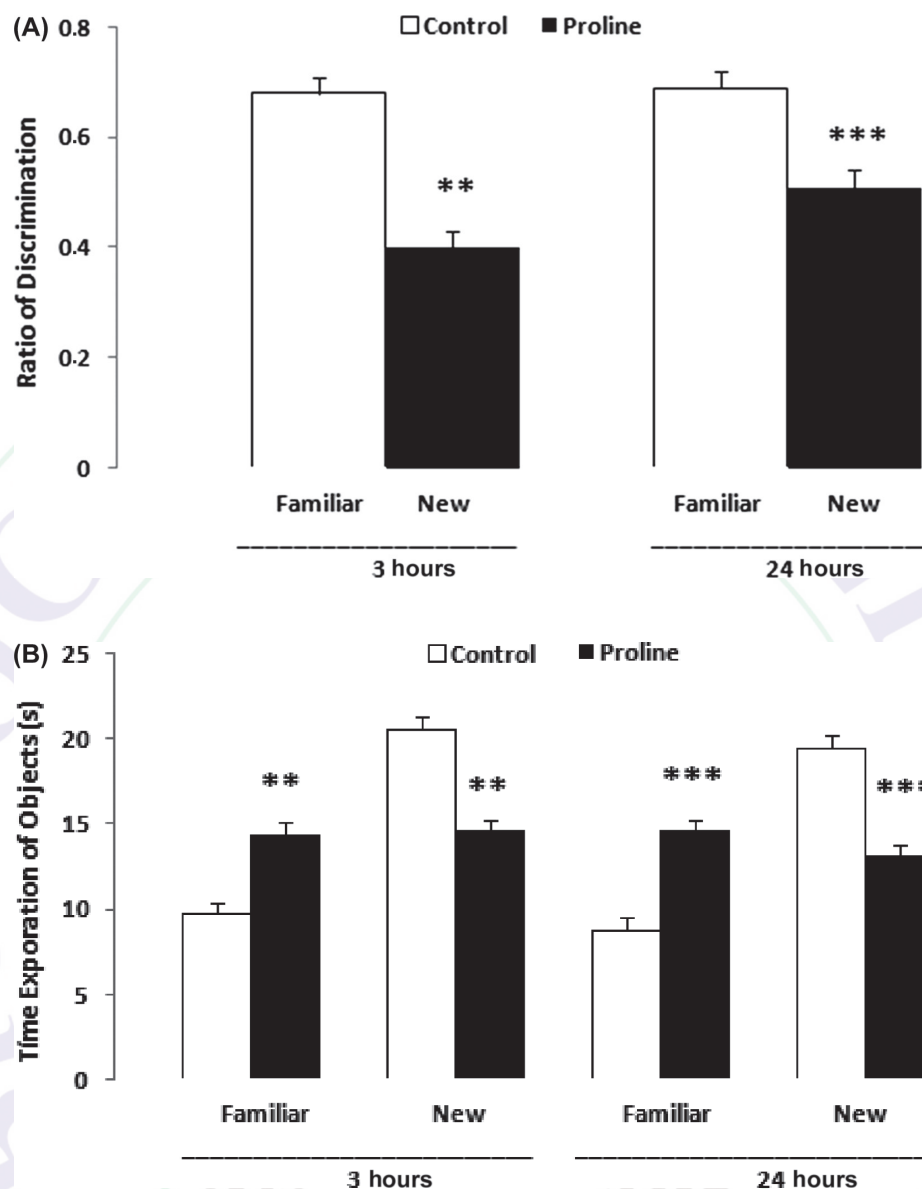 (A)
Control Proline
Ratio of Discrimination
0.8
0.6
0.4
0.2
0
**
***
Familiar New Familiar New
3 hours 24 hours
(B)
Control Proline
Time Exporation of Objects (s)
25
20
15
10
5
0
**
**
***
***
Familiar New Familiar New
3 hours 24 hours